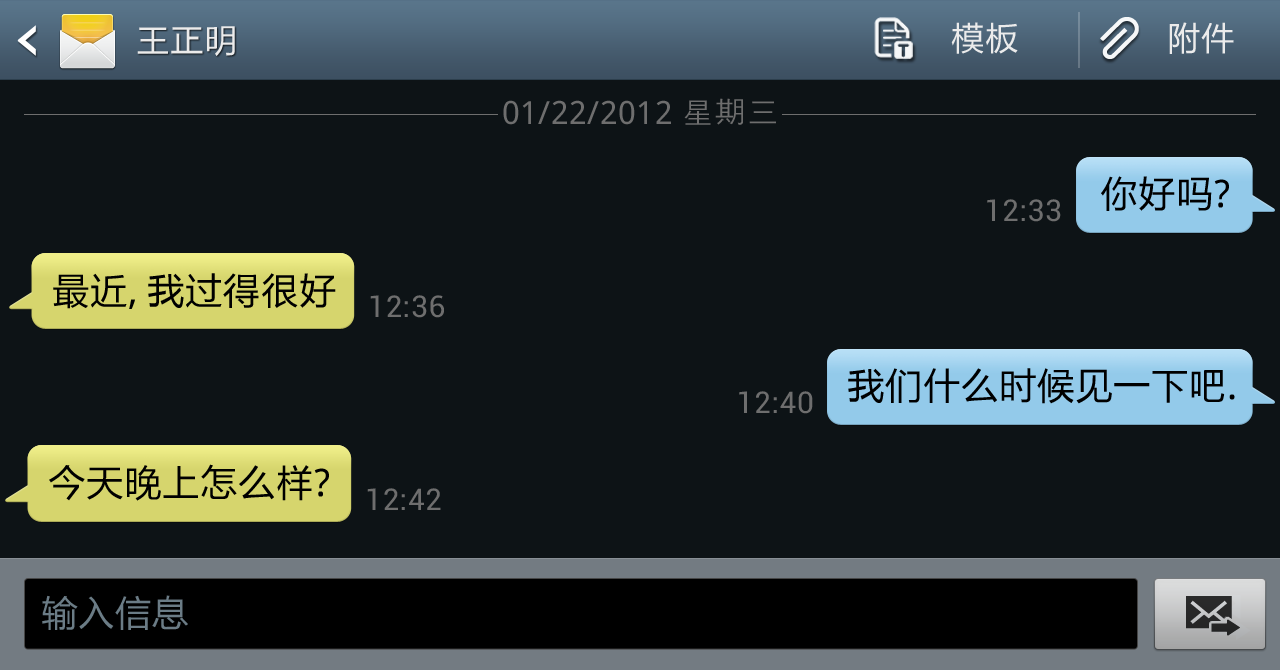 王正明
模板
附件
01/22/2012 星期三
你好吗?
12:33
最近, 我过得很好
12:36
我们什么时候见一下吧.
12:40
今天晚上怎么样?
12:42
输入信息